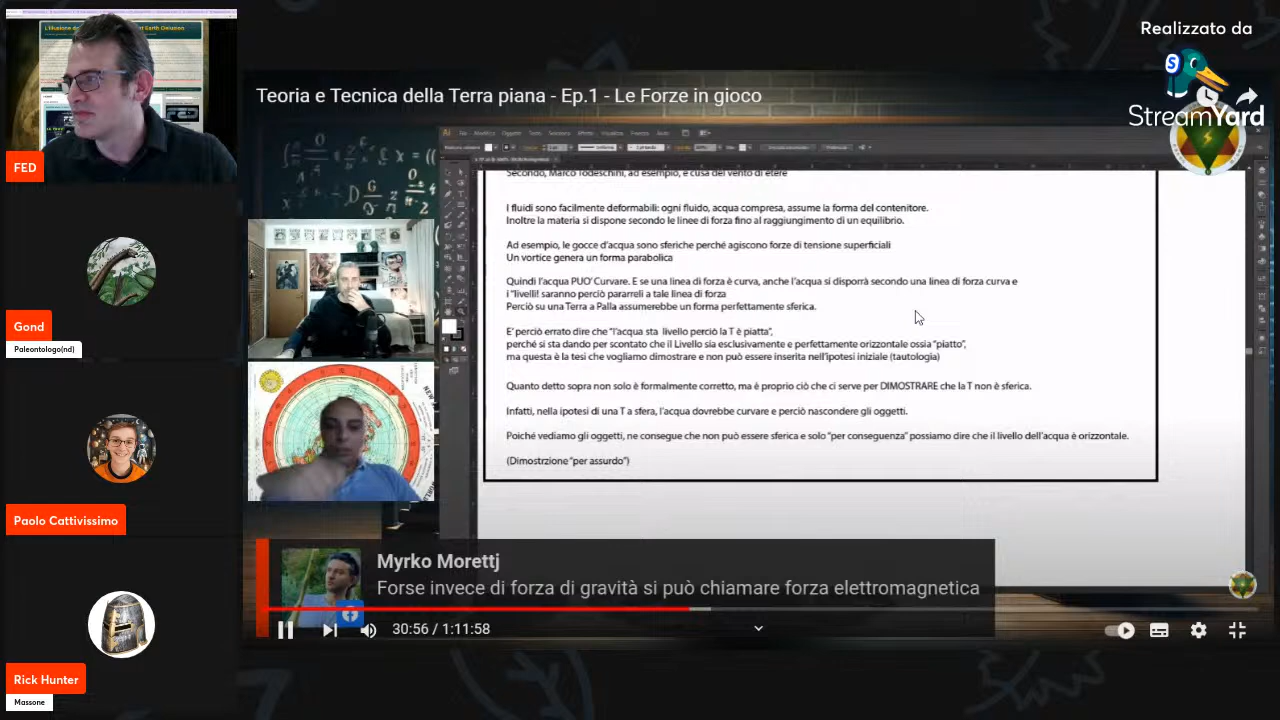 Realizzato da
StreamYard
L'illusione de
Earth Delusion
FED
Gond
Paleontologo(nd)
Paolo Cattivissimo
Rick Hunter
Massone
Teoria e Tecnica della Terra piana - Ep.1 - Le Forze in gioco
Secondo, Marco Todeschini, ad esempio, e cusa del vento di etere
I fluidi sono facilmente deformabili: ogni fluido, acqua compresa, assume la forma del contenitore.
Inoltre la materia si dispone secondo le linee di forza fino al raggiungimento di un equilibrio.
Ad esempio, le gocce d'acqua sono sferiche perché agiscono forze di tensione superficiali
Un vortice genera un forma parabolica
Quindi l'acqua PUO' Curvare. E se una linea di forza è curva, anche l'acqua si disporrà secondo una linea di forza curva e
i "livelli! saranno perciò pararreli a tale linea di forza
Perciò su una Terra a Palla assumerebbe un forma perfettamente sferica.
E' perciò errato dire che "l'acqua sta livello perciò la T è piatta",
perché si sta dando per scontato che il Livello sia esclusivamente e perfettamente orizzontale ossia "piatto",
ma questa è la tesi che vogliamo dimostrare e non può essere inserita nell'ipotesi iniziale (tautologia)
Quanto detto sopra non solo è formalmente corretto, ma è proprio ciò che ci serve per DIMOSTRARE che la T non è sferica.
Infatti, nella ipotesi di una T a sfera, l'acqua dovrebbe curvare e perciò nascondere gli oggetti.
Poiché vediamo gli oggetti, ne consegue che non può essere sferica e solo "per conseguenza" possiamo dire che il livello dell'acqua è orizzontale.
(Dimostrzione "per assurdo")
Myrko Morettj
Forse invece di forza di gravità si può chiamare forza elettromagnetica
30:56 / 1:11:58